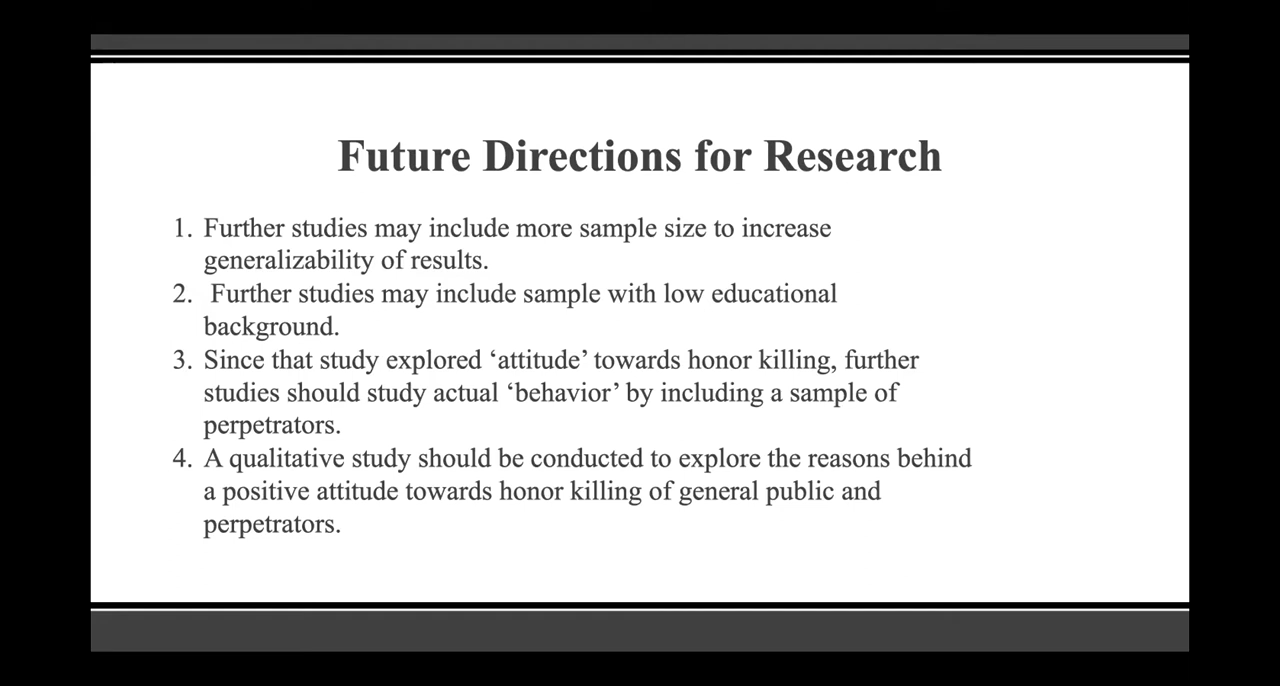 Future Directions for Research
1. Further studies may include more sample size to increase
generalizability of results.
2. Further studies may include sample with low educational
background.
3. Since that study explored ‘attitude’ towards honor killing, further
studies should study actual ‘behavior’ by including a sample of
perpetrators.
4. A qualitative study should be conducted to explore the reasons behind
a positive attitude towards honor killing of general public and
perpetrators.